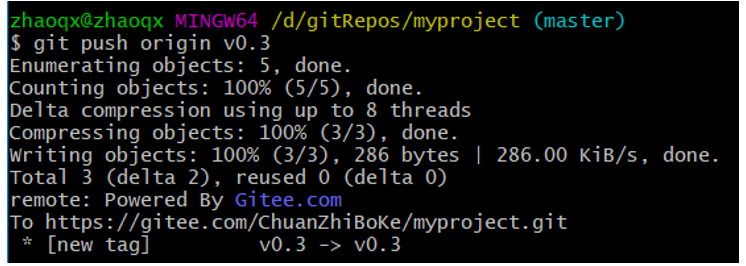 zhaoqx@zhaoqx MINGW64 /d/gitRepos/myproject (master)
$ git push origin v0.3
Enumerating objects: 5, done.
Counting objects: 100% (5/5), done.
Delta compression using up to 8 threads
Compressing objects: 100% (3/3), done.
Writing objects: 100% (3/3), 286 bytes | 286.00 KiB/s, done.
Total 3 (delta 2), reused 0 (delta 0)
remote: Powered By Gitee.com
To https://gitee.com/ChuanZhiBoKe/myproject.git
 * [new tag]         v0.3 -> v0.3